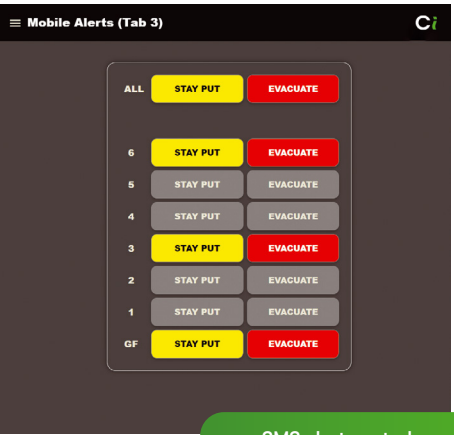 Mobile Alerts (Tab 3)
Ci
ALL STAY PUT EVACUATE
6 STAY PUT EVACUATE
5 STAY PUT EVACUATE
4 STAY PUT EVACUATE
3 STAY PUT EVACUATE
2 STAY PUT EVACUATE
1 STAY PUT EVACUATE
GF STAY PUT EVACUATE